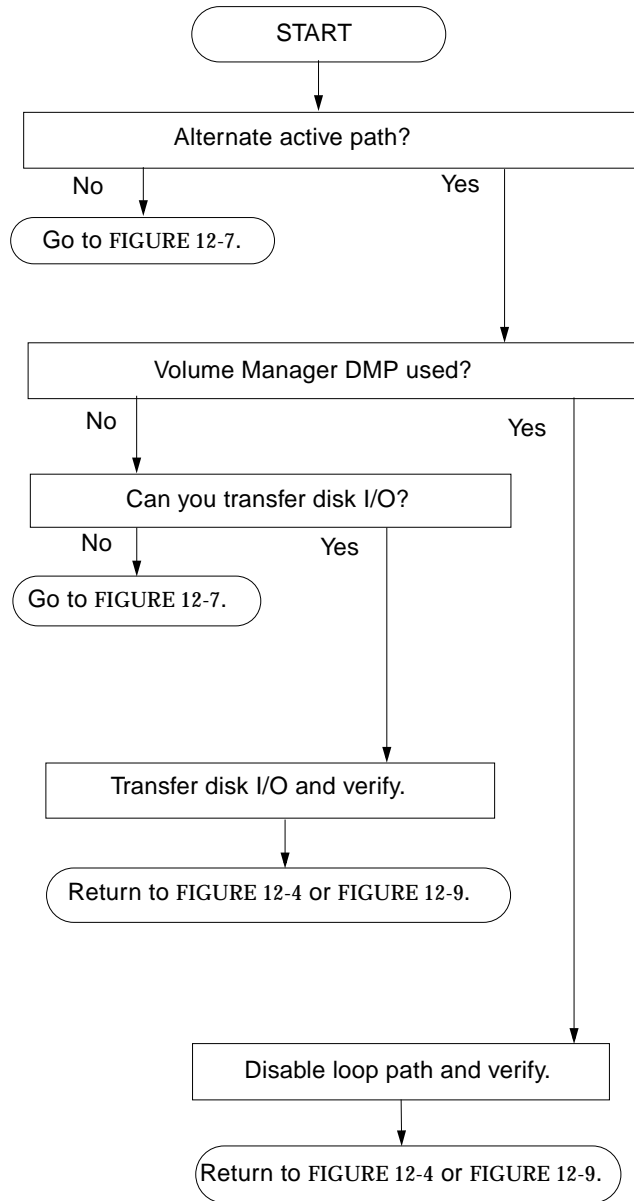 START
Alternate active path?
No
Yes
Go to FIGURE 12-7.
Volume Manager DMP used?
No
Yes
Can you transfer disk I/O?
No
Yes
Go to FIGURE 12-7.
Transfer disk I/O and verify.
Return to FIGURE 12-4 or FIGURE 12-9.
Disable loop path and verify.
Return to FIGURE 12-4 or FIGURE 12-9.